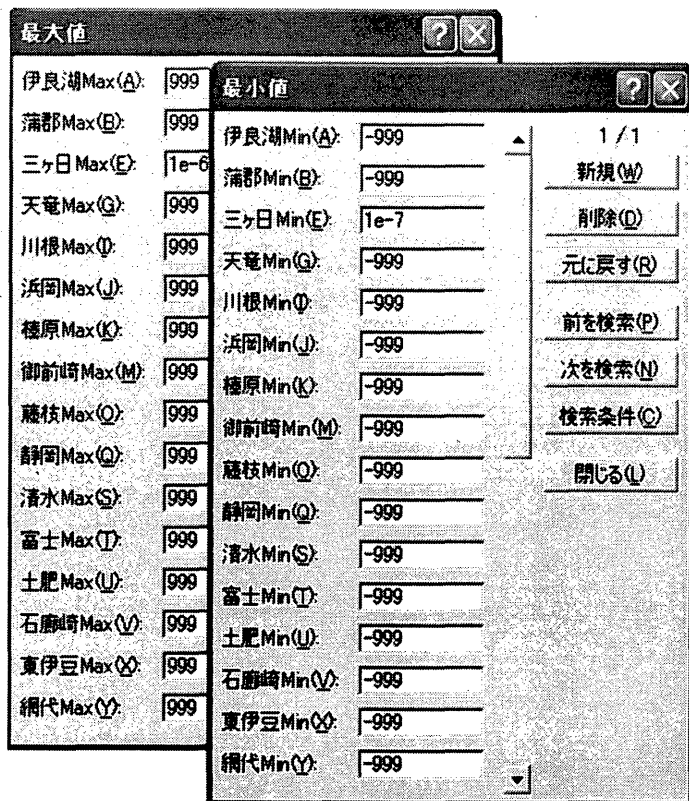 最大値
伊良湖Max(A): 999
蒲郡Max(B): 999
三ヶ日Max(E): 1e-6
天竜Max(G): 999
川根Max(I): 999
浜岡Max(J): 999
榛原Max(K): 999
御前崎Max(M): 999
藤枝Max(O): 999
静岡Max(Q): 999
清水Max(S): 999
富士Max(T): 999
土肥Max(U): 999
石廊崎Max(V): 999
東伊豆Max(X): 999
網代Max(Y): 999
最小値
伊良湖Min(A): -999
蒲郡Min(B): -999
三ヶ日Min(E): 1e-7
天竜Min(G): -999
川根Min(I): -999
浜岡Min(J): -999
榛原Min(K): -999
御前崎Min(M): -999
藤枝Min(O): -999
静岡Min(Q): -999
清水Min(S): -999
富士Min(T): -999
土肥Min(U): -999
石廊崎Min(V): -999
東伊豆Min(X): -999
網代Min(Y): -999
1/1
新規(W)
削除(D)
元に戻す(R)
前を検索(P)
次を検索(N)
検索条件(C)
閉じる(L)